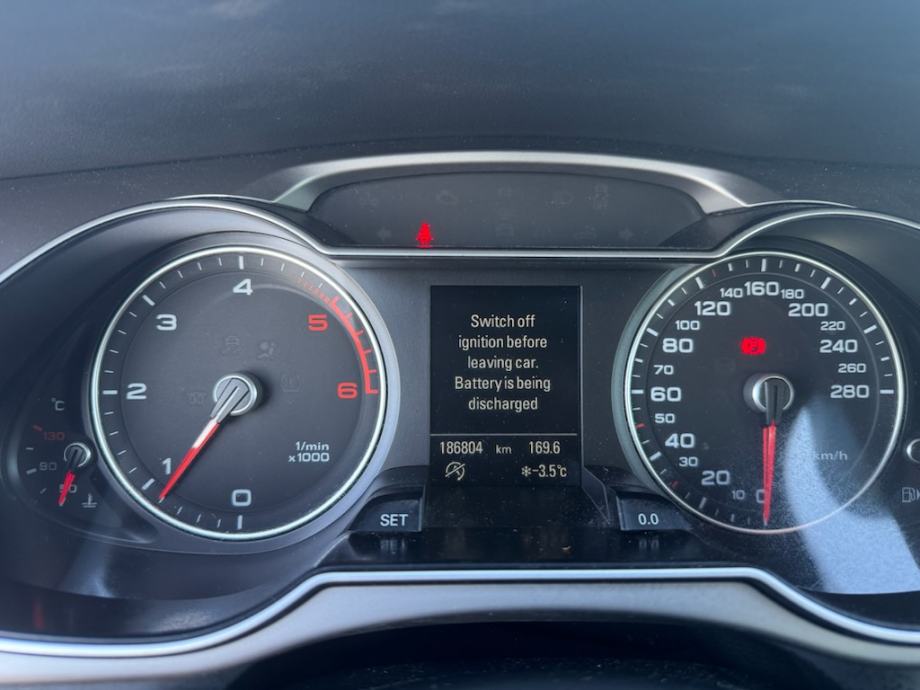 Switch off
ignition before
leaving car.
Battery is being
discharged
186804 km 169.6
-3.5°C
SET
0.0
0
1
2
3
4
5
6
1/min
x1000
°C
130
90
50
0
10
20
30
40
50
60
70
80
100
120
140
160
180
200
220
240
260
280
km/h
P